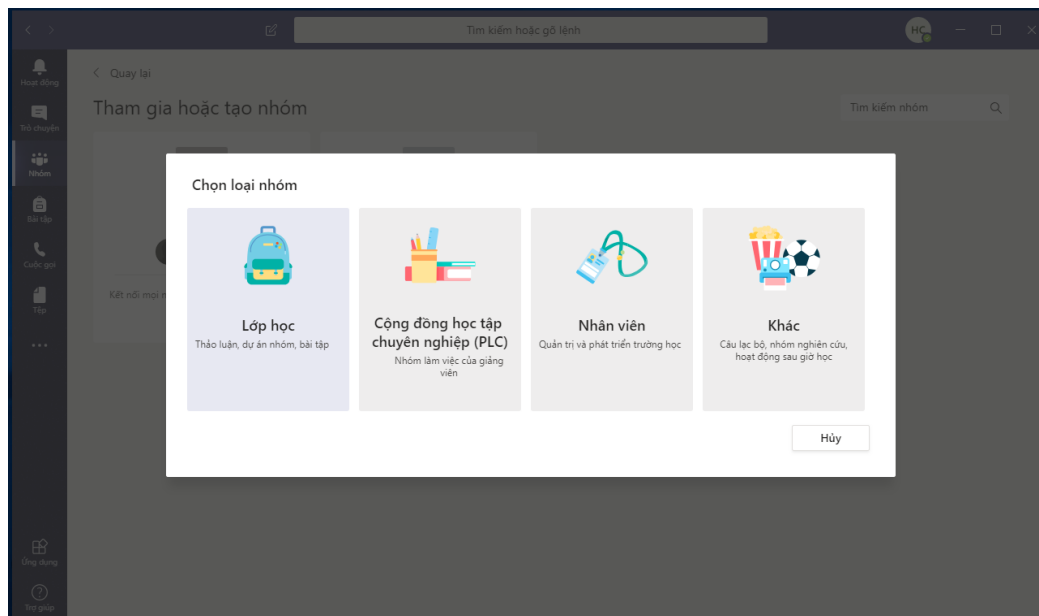 Tìm kiếm hoặc gõ lệnh
HC
Hoạt động
Quay lại
Tham gia hoặc tạo nhóm
Tìm kiếm nhóm
Trò chuyện
Nhóm
Chọn loại nhóm
Bài tập
Cuộc gọi
Kết nối mọi n
Tệp
Lớp học
Thảo luận, dự án nhóm, bài tập
Cộng đồng học tập
chuyên nghiệp (PLC)
Nhóm làm việc của giảng
viên
Nhân viên
Quản trị và phát triển trường học
Khác
Câu lạc bộ, nhóm nghiên cứu,
hoạt động sau giờ học
Hủy
Ứng dụng
Trợ giúp